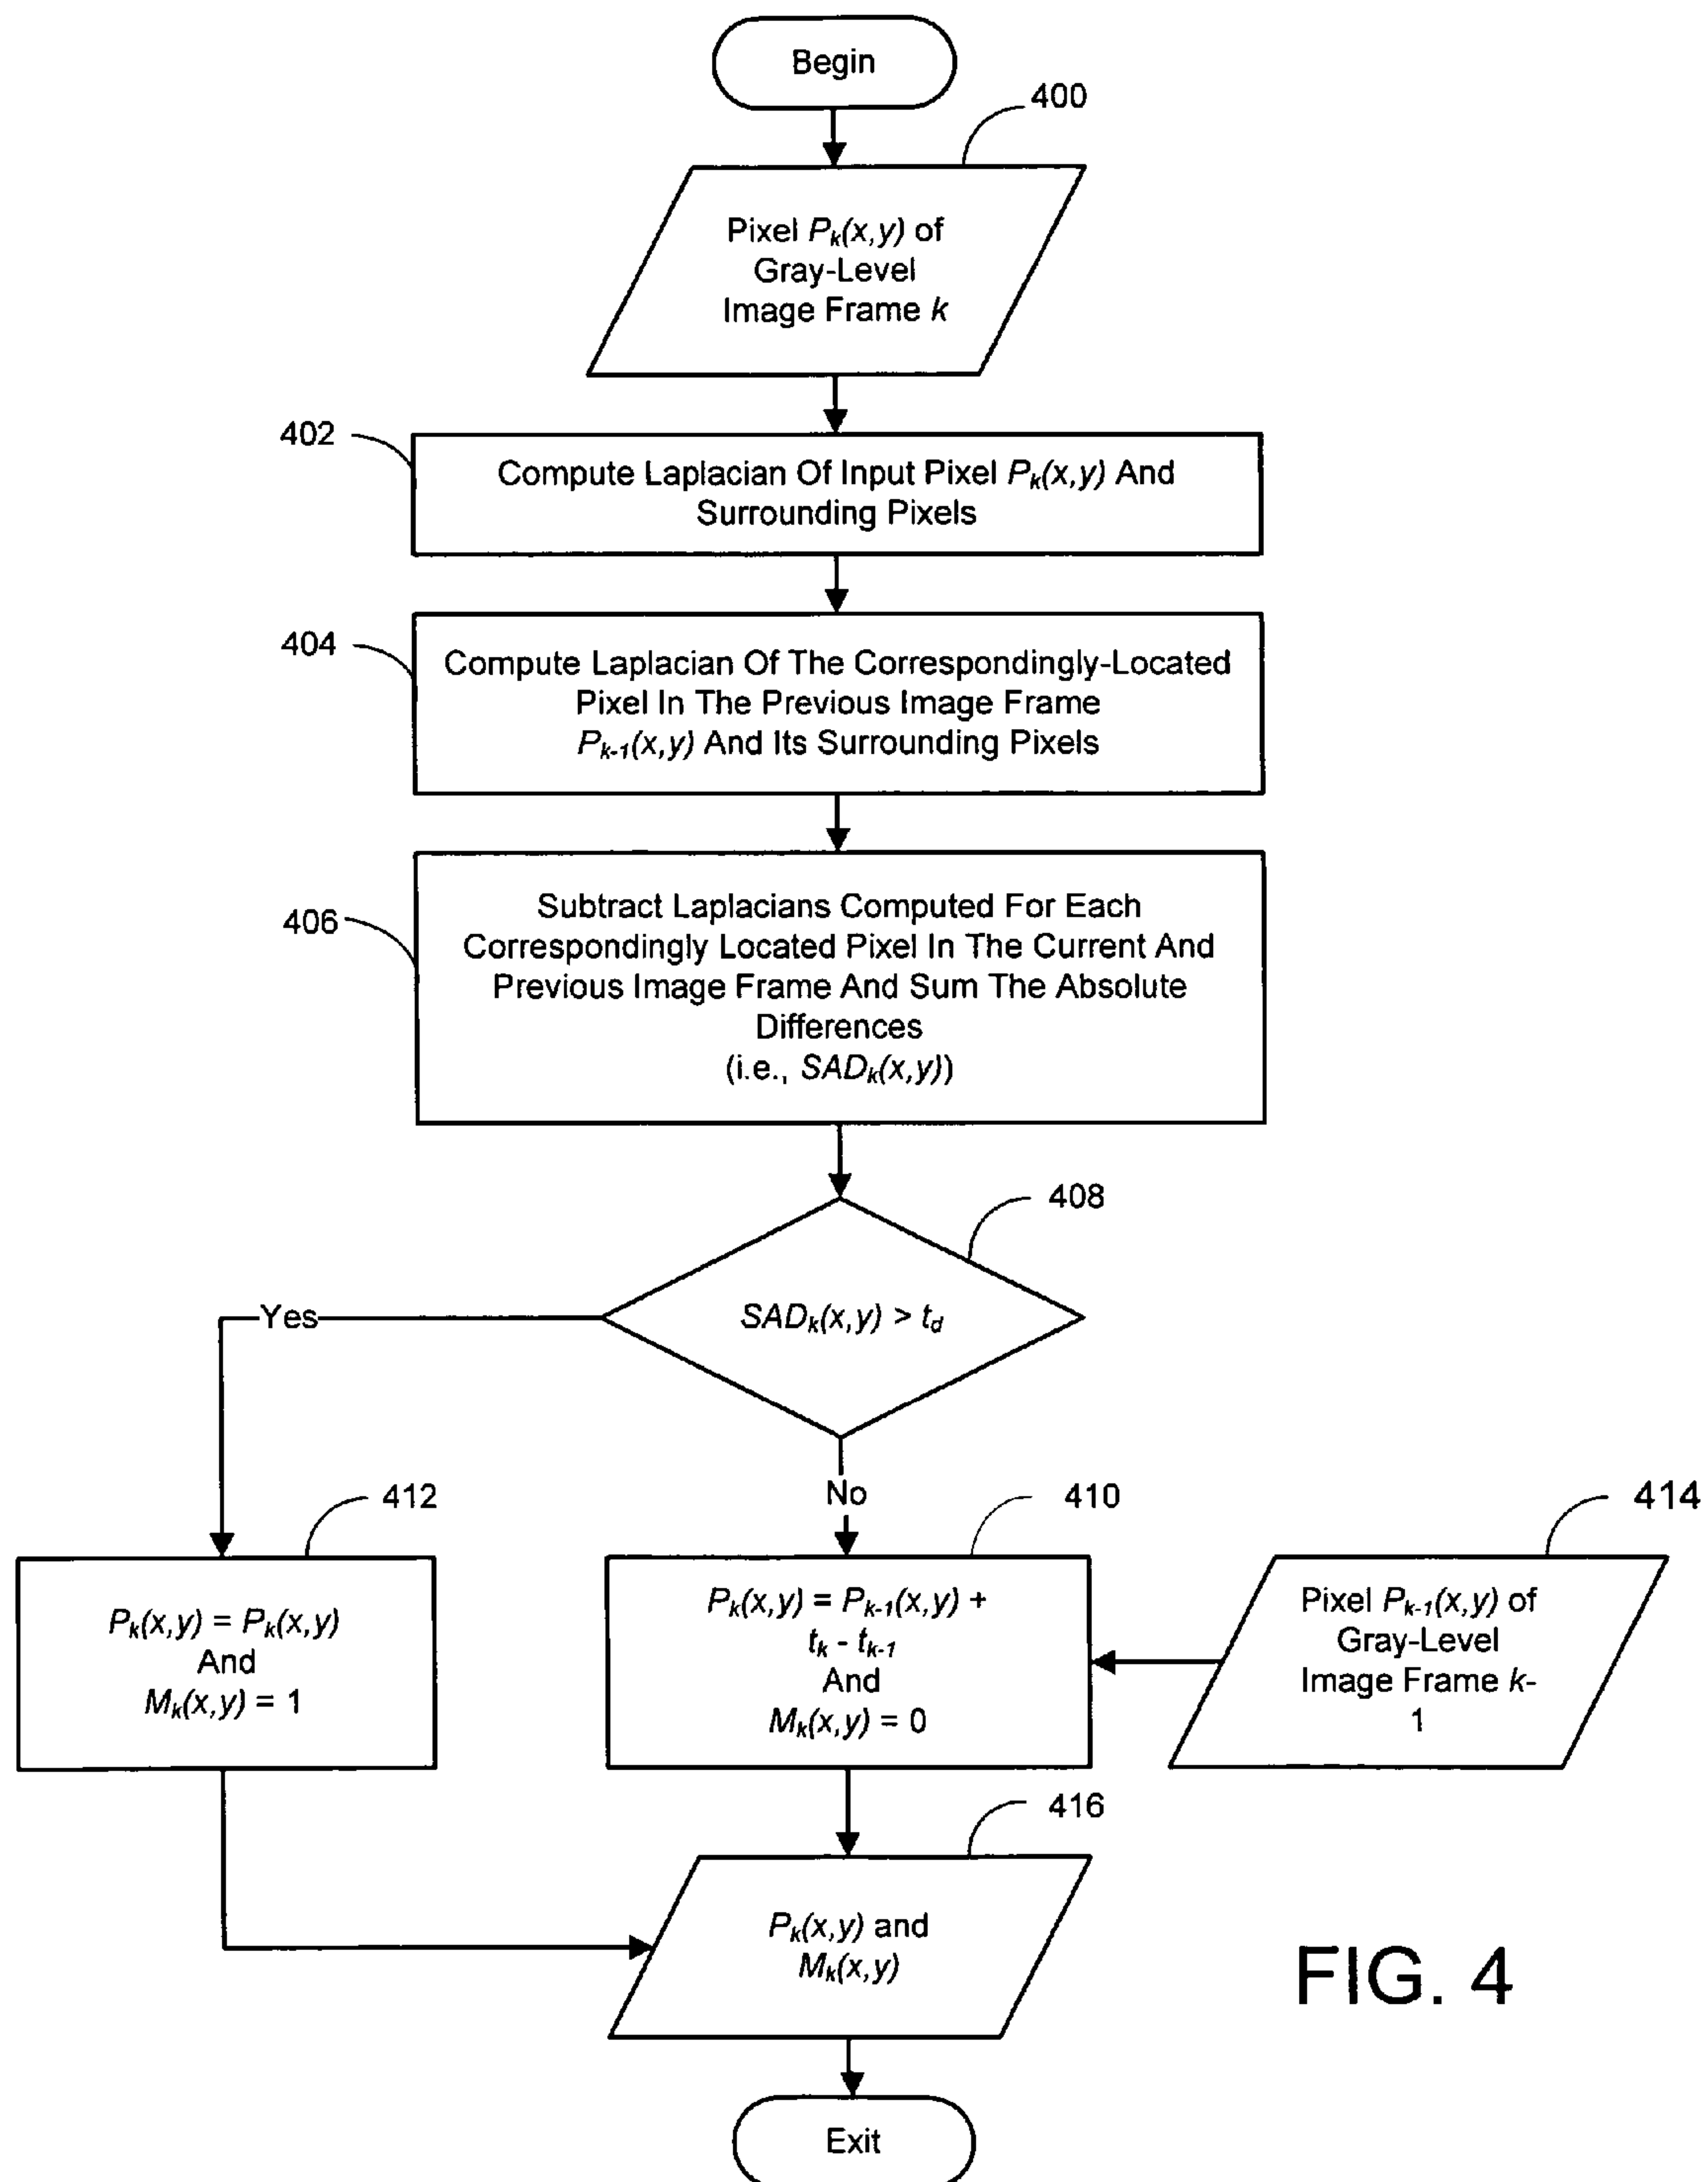 Begin
400
Pixel Pk(x,y) of
Gray-Level
Image Frame k
402
Compute Laplacian Of Input Pixel Pk(x,y) And
Surrounding Pixels
404
Compute Laplacian Of The Correspondingly-Located
Pixel In The Previous Image Frame
Pk-1(x,y) And Its Surrounding Pixels
406
Subtract Laplacians Computed For Each
Correspondingly Located Pixel In The Current And
Previous Image Frame And Sum The Absolute
Differences
(i.e., SADk(x,y))
408
SADk(x,y) > td
Yes
No
412
Pk(x,y) = Pk(x,y)
And
Mk(x,y) = 1
410
Pk(x,y) = Pk-1(x,y) +
tk - tk-1
And
Mk(x,y) = 0
414
Pixel Pk-1(x,y) of
Gray-Level
Image Frame k-
1
416
Pk(x,y) and
Mk(x,y)
FIG. 4
Exit